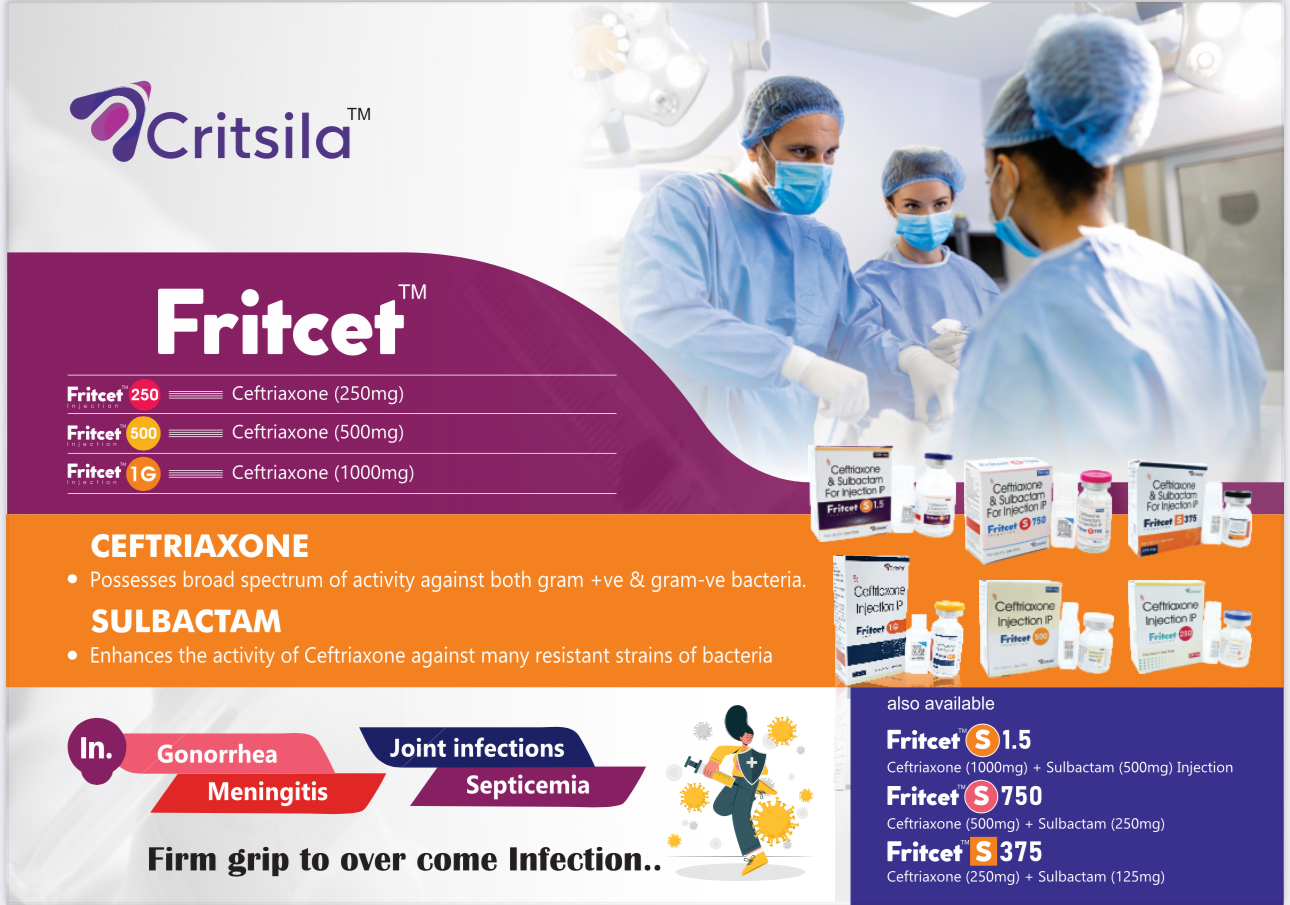 Critsila™
Fritcet™
Fritcet™ 250 Ceftriaxone (250mg)
Injection
Fritcet™ 500 Ceftriaxone (500mg)
Injection
Fritcet™ 1G Ceftriaxone (1000mg)
Injection
CEFTRIAXONE
• Possesses broad spectrum of activity against both gram +ve & gram-ve bacteria.
SULBACTAM
• Enhances the activity of Ceftriaxone against many resistant strains of bacteria
Ceftriaxone
& Sulbactam
For Injection IP
Fritcet S 1.5
Ceftriaxone
& Sulbactam
For Injection IP
Fritcet S 750
Ceftriaxone
& Sulbactam
For Injection IP
Fritcet S 375
Ceftriaxone
Injection IP
Fritcet 1G
Ceftriaxone
Injection IP
Fritcet 500
Ceftriaxone
Injection IP
Fritcet 250
In.
Gonorrhea
Joint infections
Meningitis
Septicemia
Firm grip to over come Infection..
also available
Fritcet™ S 1.5
Ceftriaxone (1000mg) + Sulbactam (500mg) Injection
Fritcet™ S 750
Ceftriaxone (500mg) + Sulbactam (250mg)
Fritcet™ S 375
Ceftriaxone (250mg) + Sulbactam (125mg)